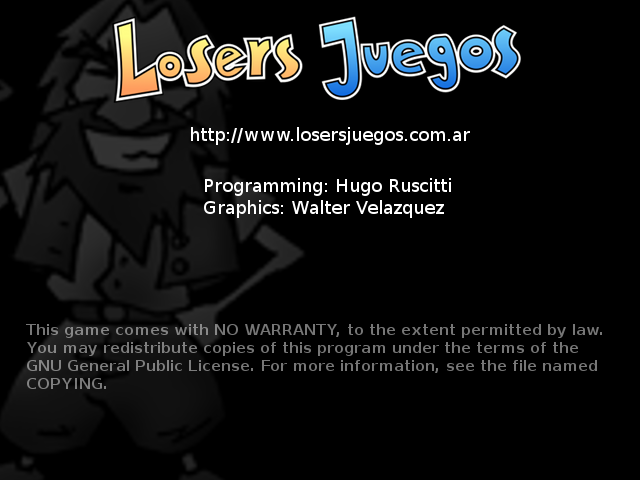 Losers Juegos
http://www.losersjuegos.com.ar
Programming: Hugo Ruscitti
Graphics: Walter Velazquez
This game comes with NO WARRANTY, to the extent permitted by law.
You may redistribute copies of this program under the terms of the
GNU General Public License. For more information, see the file named
COPYING.